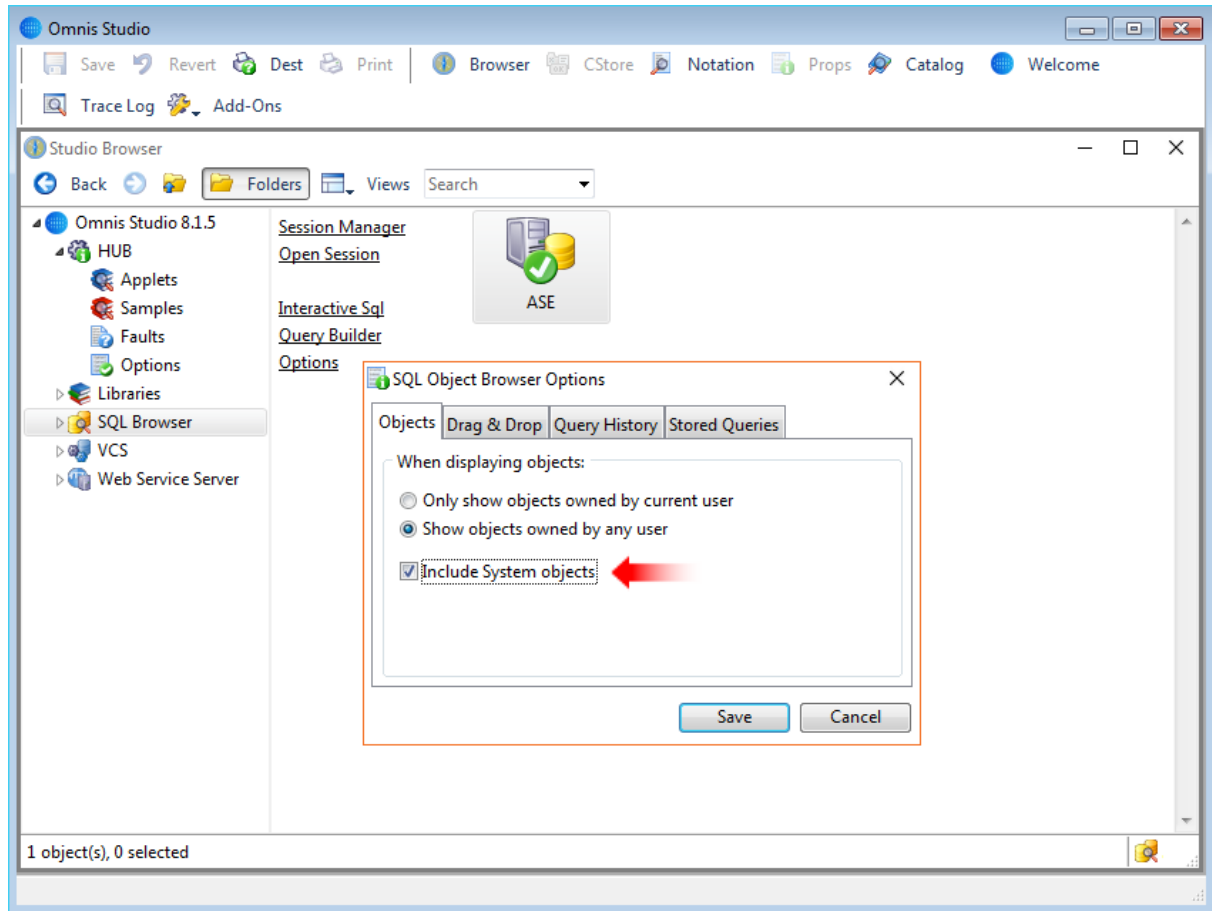 Omnis Studio
Save Revert Dest Print Browser CStore Notation Props Catalog Welcome
Trace Log Add-Ons
Studio Browser
Back Folders Views Search
Omnis Studio 8.1.5
HUB
Applets
Samples
Faults
Options
Libraries
SQL Browser
VCS
Web Service Server
Session Manager
Open Session
Interactive Sql
Query Builder
Options
ASE
SQL Object Browser Options
Objects Drag & Drop Query History Stored Queries
When displaying objects:
Only show objects owned by current user
Show objects owned by any user
Include System objects
Save Cancel
1 object(s), 0 selected